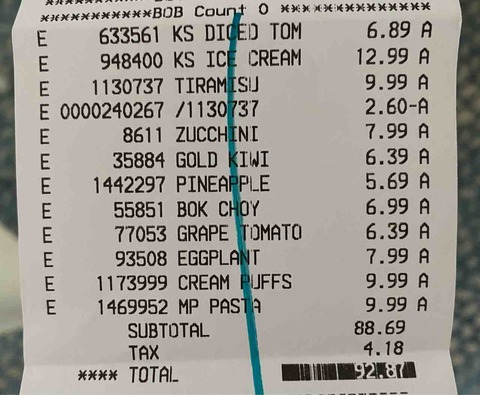 ***********BOB Count 0 **************
E 633561 KS DICED TOM 6.89 A
E 948400 KS ICE CREAM 12.99 A
E 1130737 TIRAMISU 9.99 A
E 0000240267 /1130737 2.60-A
E 8611 ZUCCHINI 7.99 A
E 35884 GOLD KIWI 6.39 A
E 1442297 PINEAPPLE 5.69 A
E 55851 BOK CHOY 6.99 A
E 77053 GRAPE TOMATO 6.39 A
E 93508 EGGPLANT 7.99 A
E 1173999 CREAM PUFFS 9.99 A
E 1469952 MP PASTA 9.99 A
SUBTOTAL 88.69
TAX 4.18
**** TOTAL 92.87